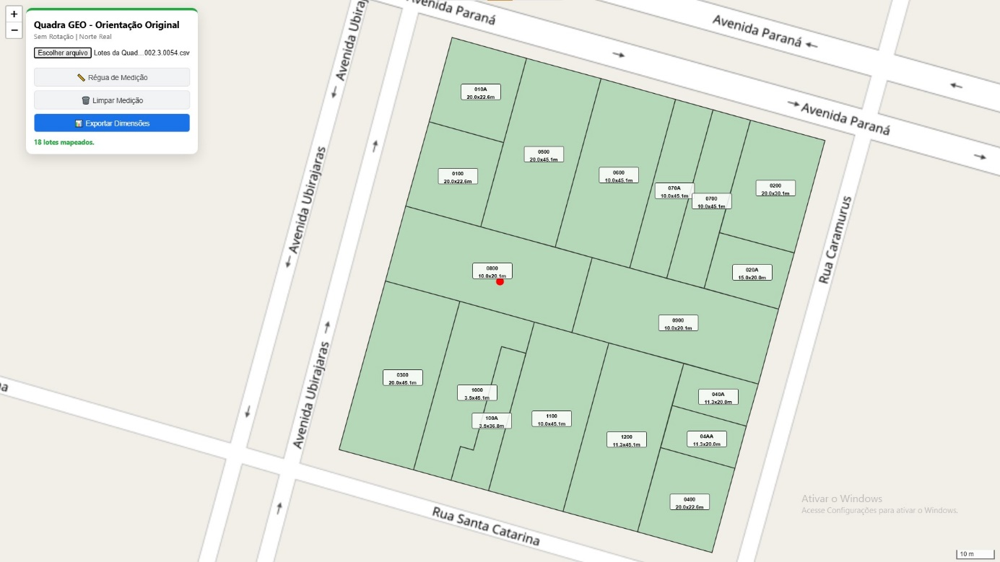 +
−
Quadra GEO - Orientação Original
Sem Rotação | Norte Real
Escolher arquivo Lotes da Quad...002.3.0054.csv
Régua de Medição
Limpar Medição
Exportar Dimensões
18 lotes mapeados.
Avenida Ubiraj
Avenida Paraná
Avenida Paraná
Avenida Paraná
Avenida Ubirajaras
Avenida Ubirajaras
Rua Caramurus
Rua Santa Catarina
na
010A
20.0x22.6m
0100
20.0x22.6m
0500
20.0x45.1m
0600
10.0x45.1m
070A
10.0x45.1m
0700
10.0x45.1m
0200
20.0x30.1m
020A
15.0x20.0m
0800
10.0x20.1m
0900
10.0x20.1m
0300
20.0x45.1m
1000
3.5x45.1m
100A
3.5x36.8m
1100
10.0x45.1m
1200
11.3x45.1m
040A
11.3x20.0m
04AA
11.3x20.0m
0400
20.0x22.6m
Ativar o Windows
Acesse Configurações para ativar o Windows.
10 m